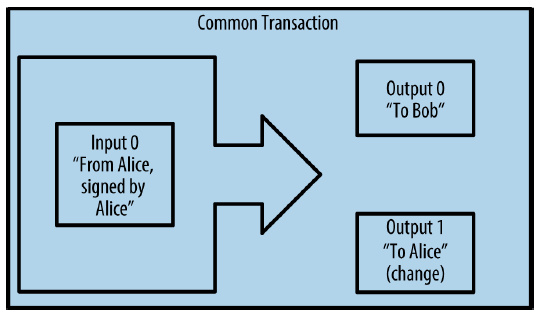 Common Transaction
Input 0
“From Alice,
signed by
Alice”
Output 0
“To Bob“
Output 1
“To Alice”
(change)